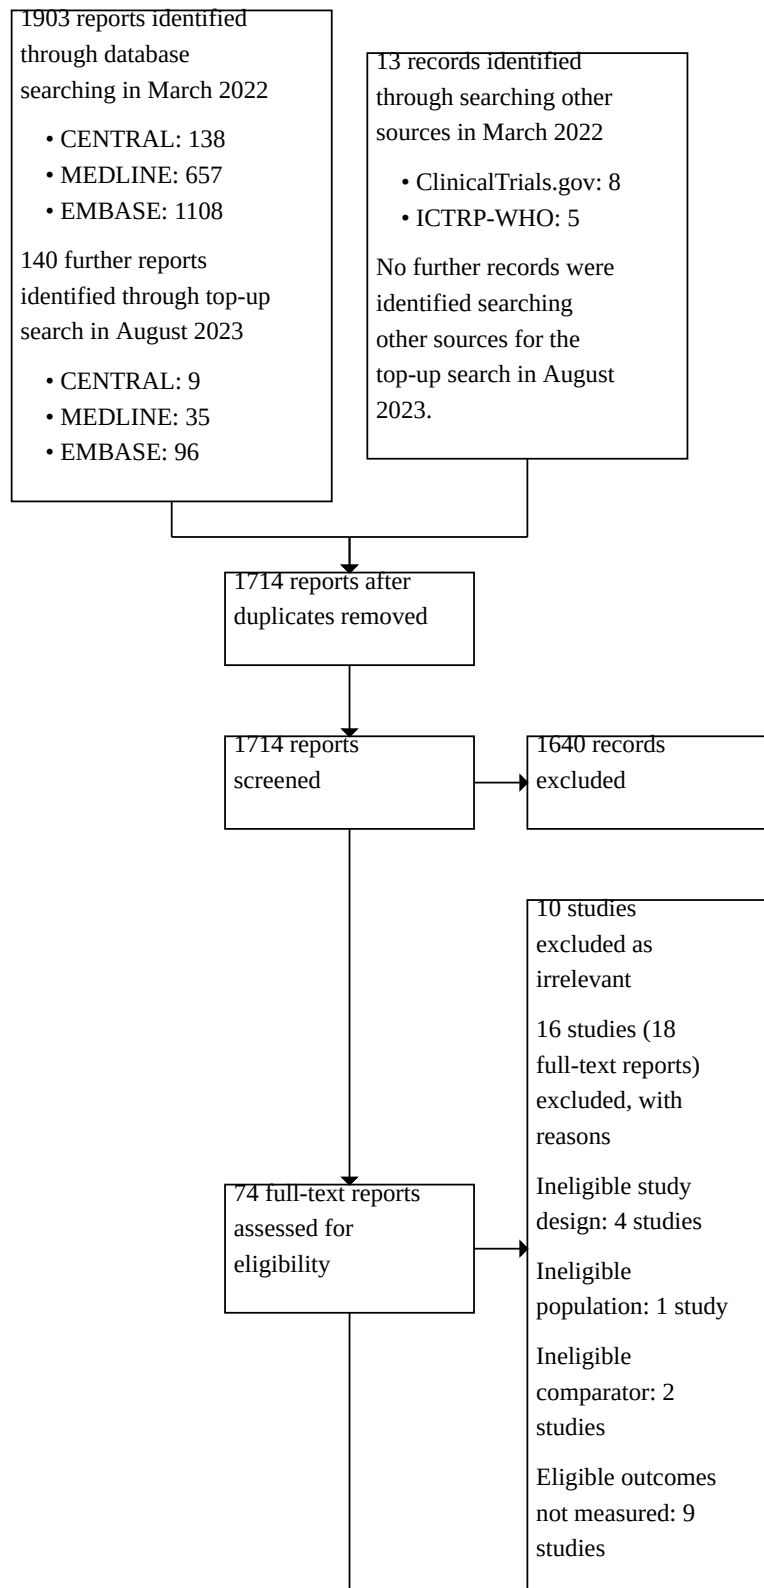 1903 reports identified
through database
searching in March 2022
• CENTRAL: 138
• MEDLINE: 657
• EMBASE: 1108
140 further reports
identified through top-up
search in August 2023
• CENTRAL: 9
• MEDLINE: 35
• EMBASE: 96
13 records identified
through searching other
sources in March 2022
• ClinicalTrials.gov: 8
• ICTRP-WHO: 5
No further records were
identified searching
other sources for the
top-up search in August
2023.
1714 reports after
duplicates removed
1714 reports
screened
1640 records
excluded
74 full-text reports
assessed for
eligibility
10 studies
excluded as
irrelevant
16 studies (18
full-text reports)
excluded, with
reasons
Ineligible study
design: 4 studies
Ineligible
population: 1 study
Ineligible
comparator: 2
studies
Eligible outcomes
not measured: 9
studies